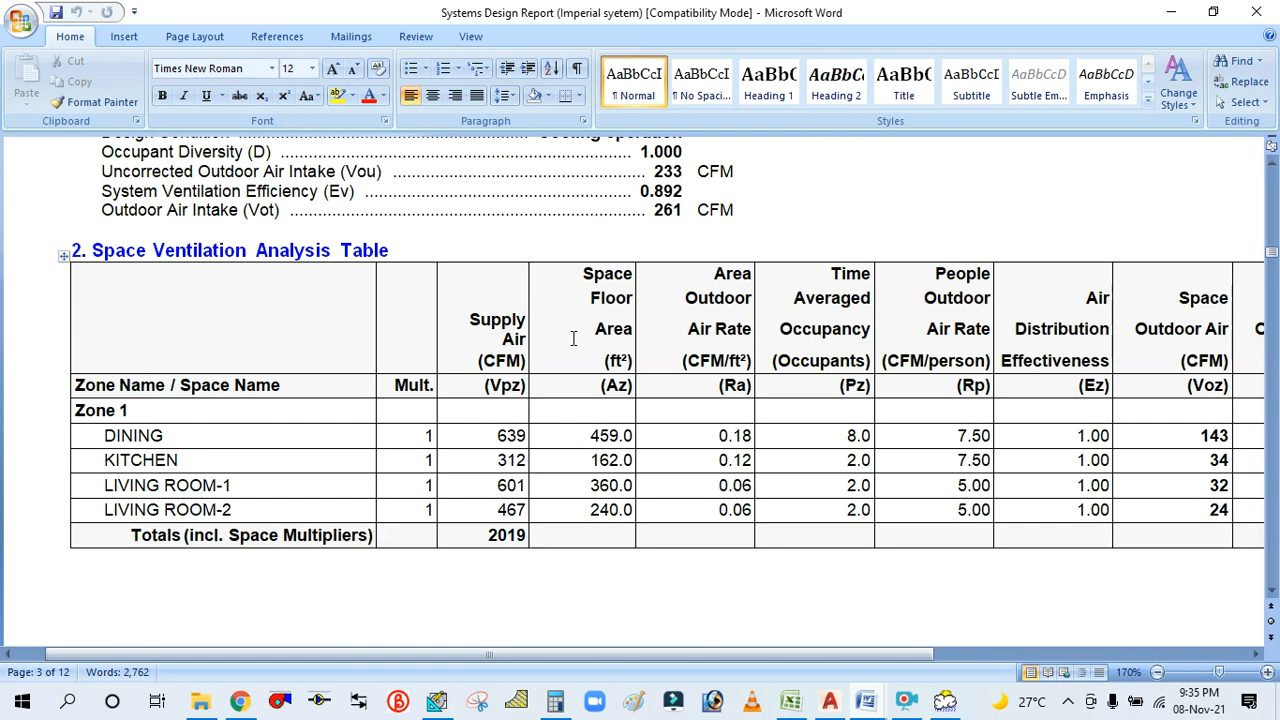 Systems Design Report (Imperial syetem) [Compatibility Mode] - Microsoft Word
Home Insert Page Layout References Mailings Review View
Paste
Cut
Copy
Format Painter
Clipboard
Times New Roman 12
B I U abc x₂ x² Aa
Font
Paragraph
AaBbCcI AaBbCcI AaBbC AaBbCc AaBbC AaBbCcI AaBbCcI AaBbCcD
¶ Normal ¶ No Spaci... Heading 1 Heading 2 Title Subtitle Subtle Em... Emphasis
Change Styles
Styles
Find
Replace
Select
Editing
Occupant Diversity (D) 1.000
Uncorrected Outdoor Air Intake (Vou) 233 CFM
System Ventilation Efficiency (Ev) 0.892
Outdoor Air Intake (Vot) 261 CFM
2. Space Ventilation Analysis Table
Space Area Time People
Floor Outdoor Averaged Outdoor Air Space
Supply Air (CFM) Area Air Rate Occupancy Air Rate Distribution Outdoor Air
(ft²) (CFM/ft²) (Occupants) (CFM/person) Effectiveness (CFM)
Zone Name / Space Name Mult. (Vpz) (Az) (Ra) (Pz) (Rp) (Ez) (Voz)
Zone 1
DINING 1 639 459.0 0.18 8.0 7.50 1.00 143
KITCHEN 1 312 162.0 0.12 2.0 7.50 1.00 34
LIVING ROOM-1 1 601 360.0 0.06 2.0 5.00 1.00 32
LIVING ROOM-2 1 467 240.0 0.06 2.0 5.00 1.00 24
Totals (incl. Space Multipliers) 2019
Page: 3 of 12 Words: 2,762 170%
27°C
9:35 PM
08-Nov-21